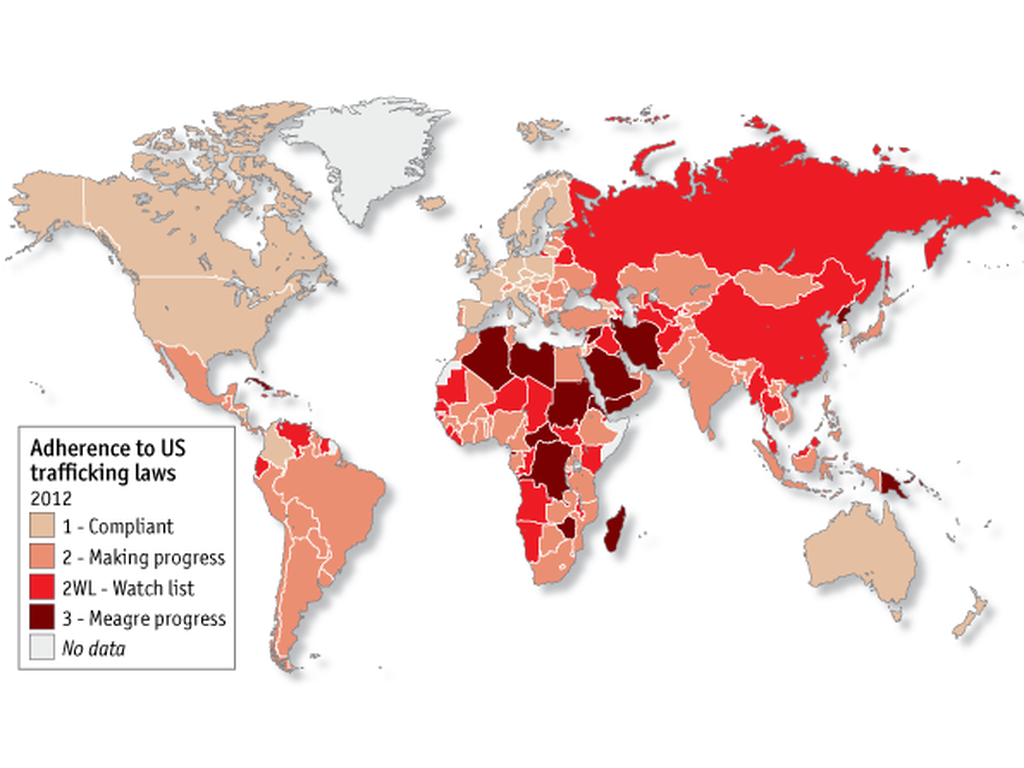 Adherence to US
trafficking laws
2012
1 - Compliant
2 - Making progress
2WL - Watch list
3 - Meagre progress
No data